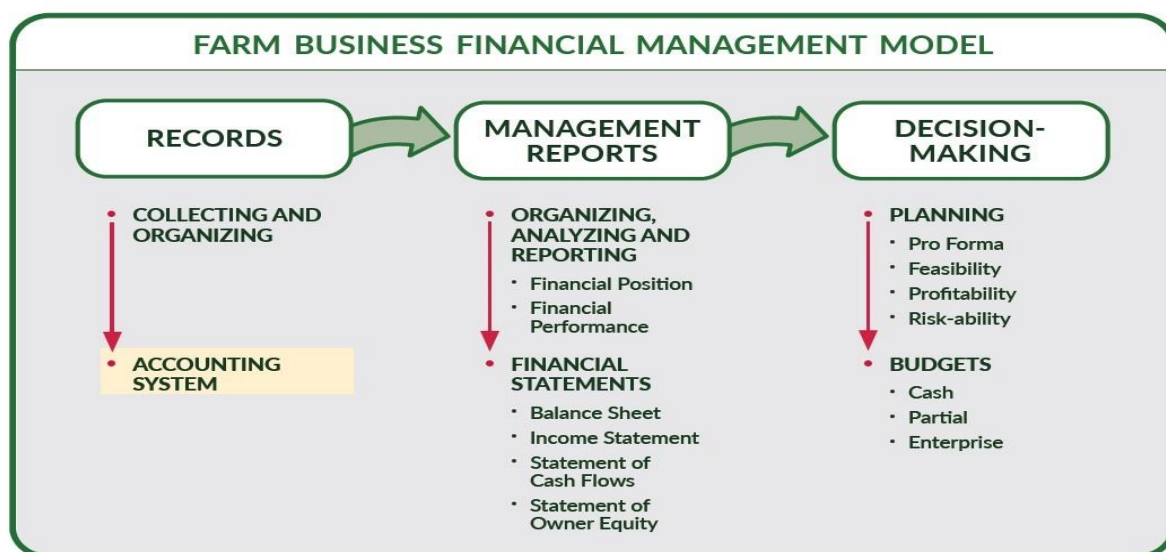 FARM BUSINESS FINANCIAL MANAGEMENT MODEL
RECORDS
• COLLECTING AND
ORGANIZING
• ACCOUNTING
SYSTEM
MANAGEMENT
REPORTS
• ORGANIZING,
ANALYZING AND
REPORTING
• Financial Position
• Financial
Performance
• FINANCIAL
STATEMENTS
• Balance Sheet
• Income Statement
• Statement of
Cash Flows
• Statement of
Owner Equity
DECISION-
MAKING
• PLANNING
• Pro Forma
• Feasibility
• Profitability
• Risk-ability
• BUDGETS
• Cash
• Partial
• Enterprise